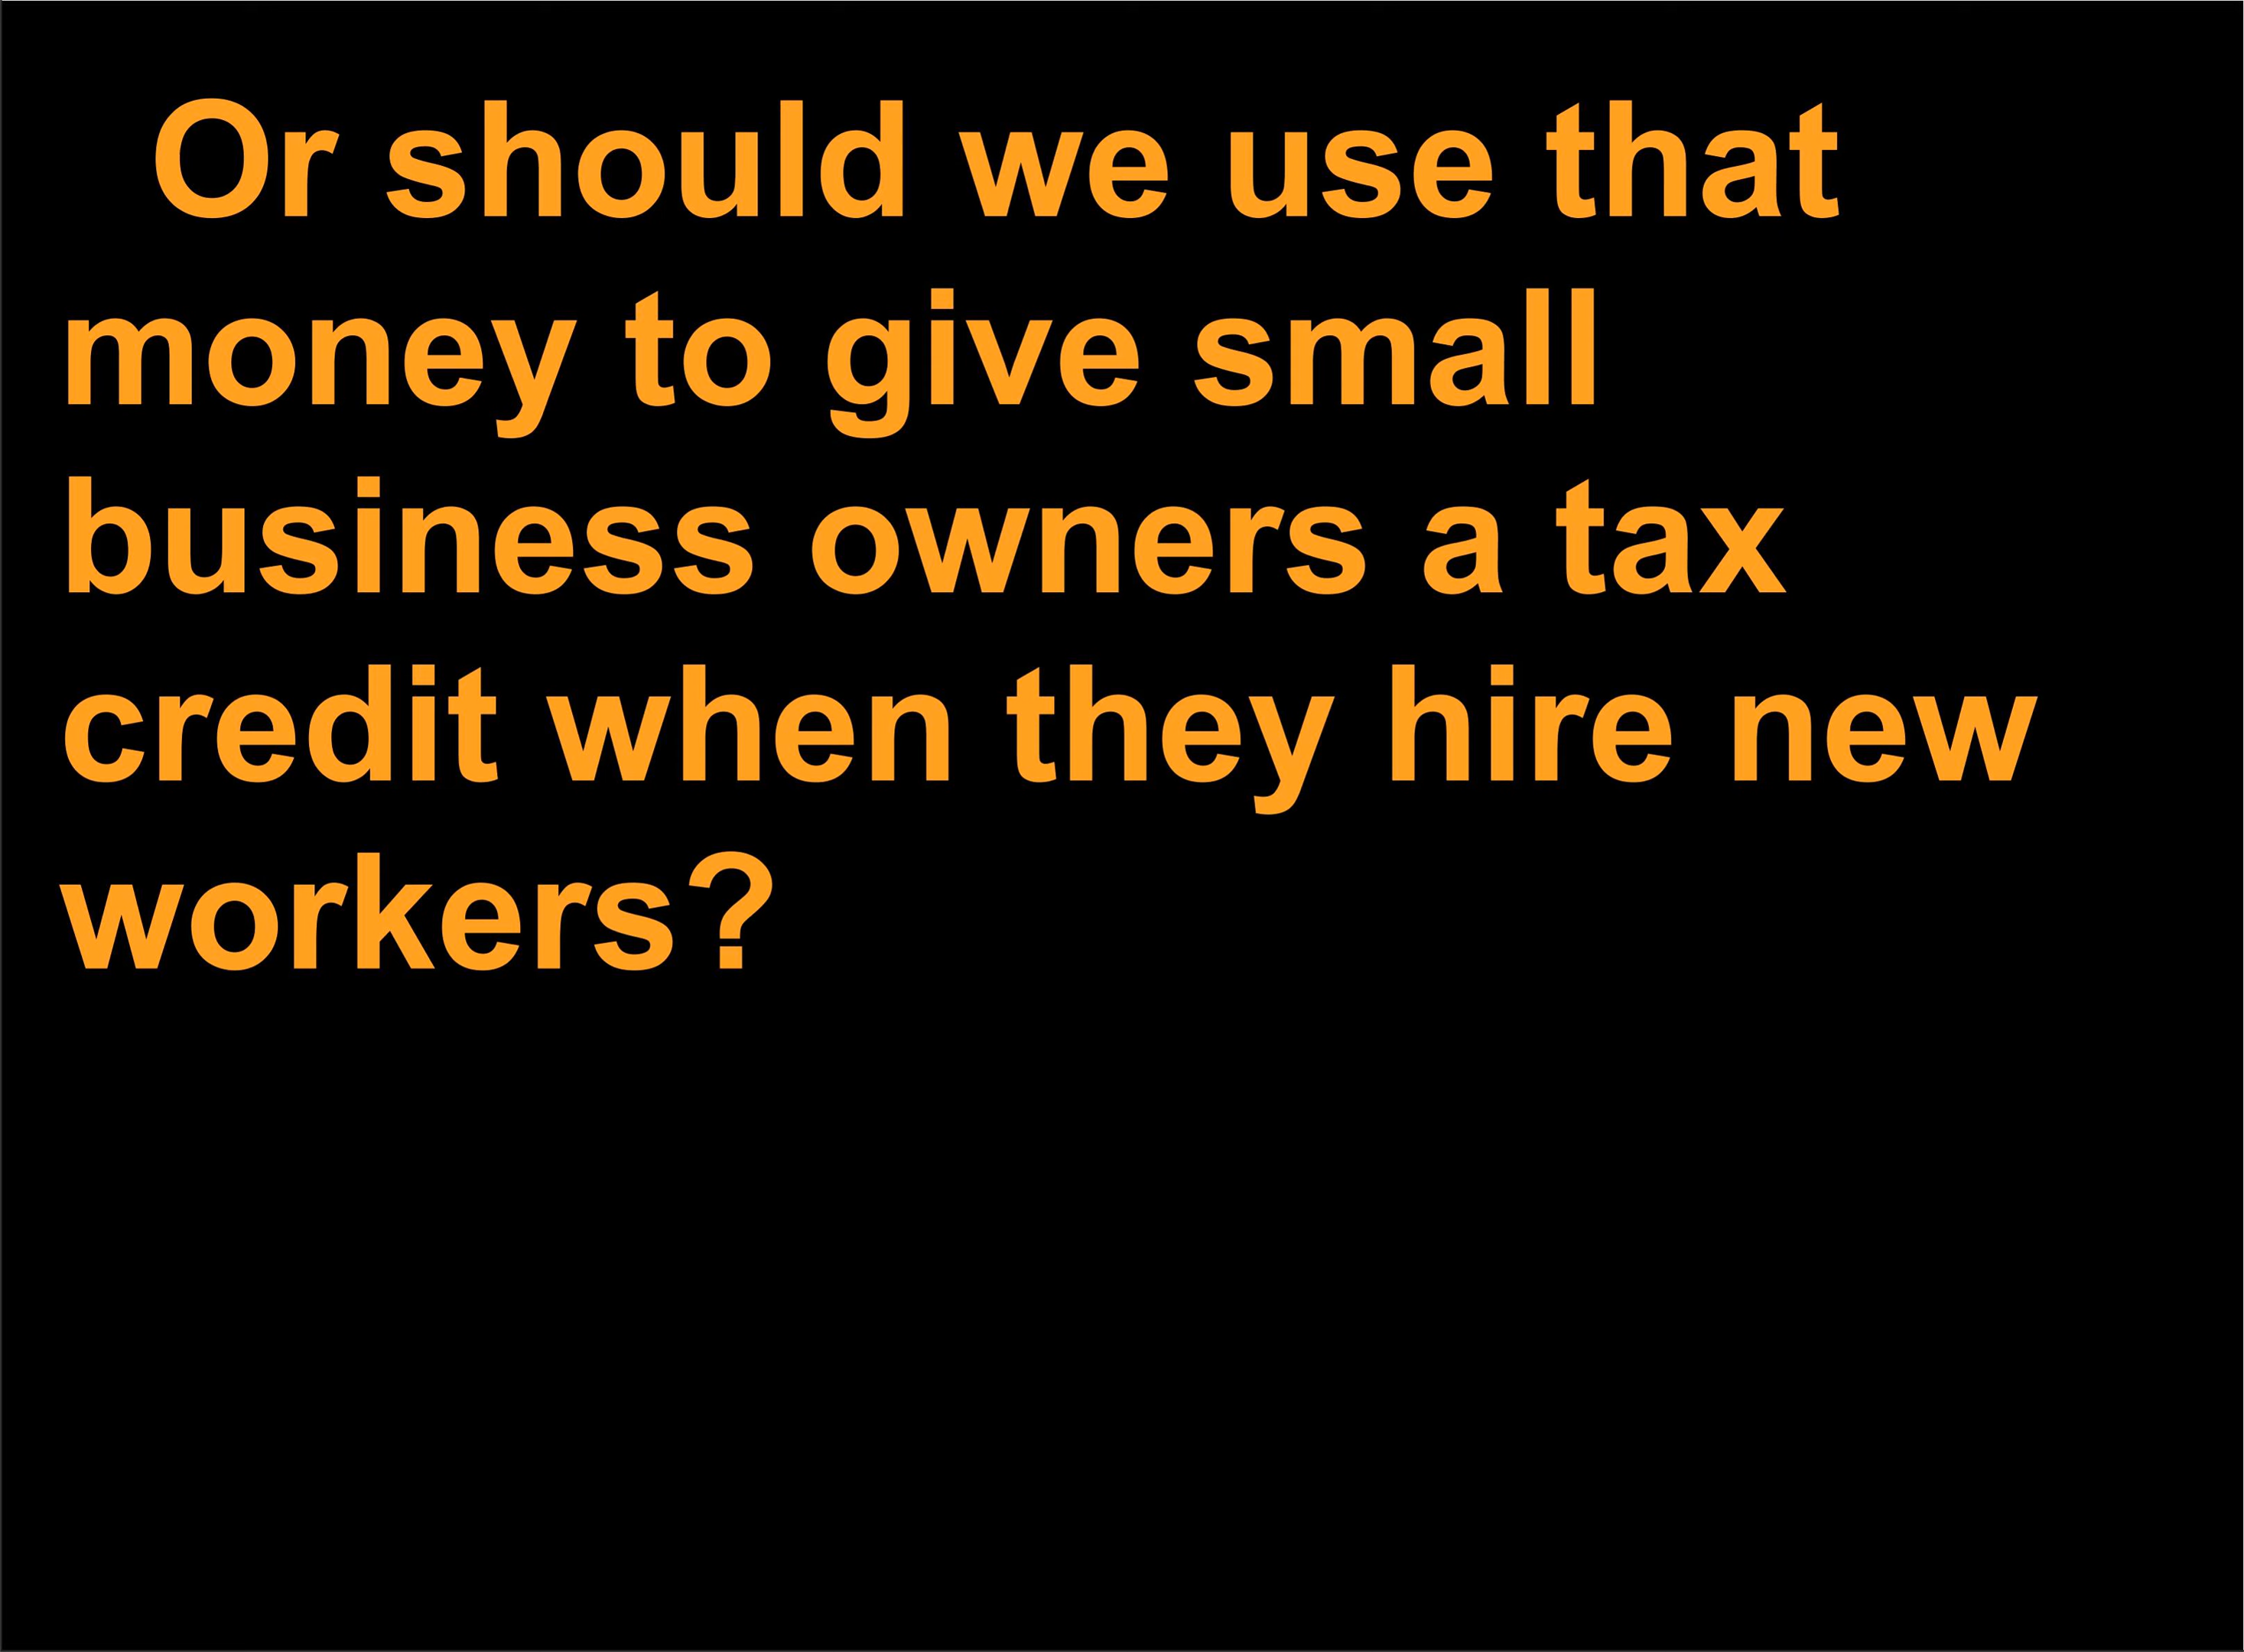 Or should we use that
money to give small
business owners a tax
credit when they hire new
workers?